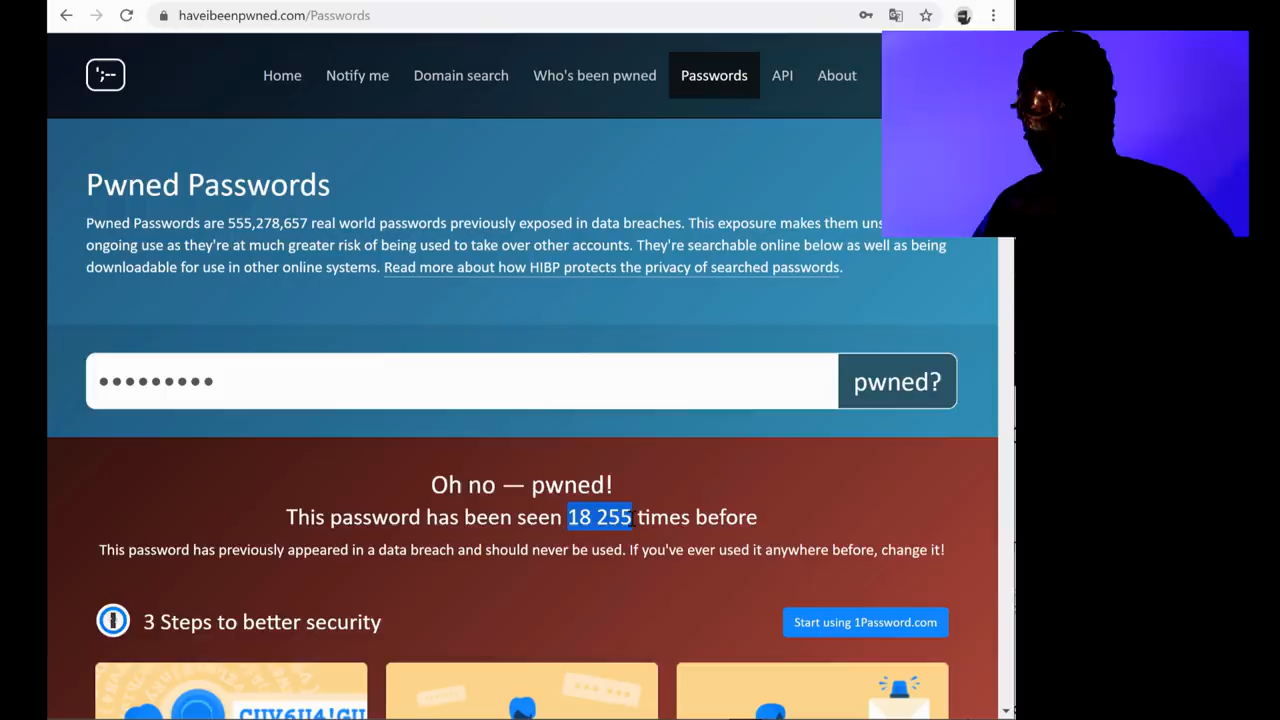 haveibeenpwned.com/Passwords
';--
Home Notify me Domain search Who's been pwned Passwords API About
Pwned Passwords
Pwned Passwords are 555,278,657 real world passwords previously exposed in data breaches. This exposure makes them
ongoing use as they're at much greater risk of being used to take over other accounts. They're searchable online below as well as being
downloadable for use in other online systems. Read more about how HIBP protects the privacy of searched passwords.
•••••••••
pwned?
Oh no — pwned!
This password has been seen 18 255 times before
This password has previously appeared in a data breach and should never be used. If you've ever used it anywhere before, change it!
3 Steps to better security
Start using 1Password.com